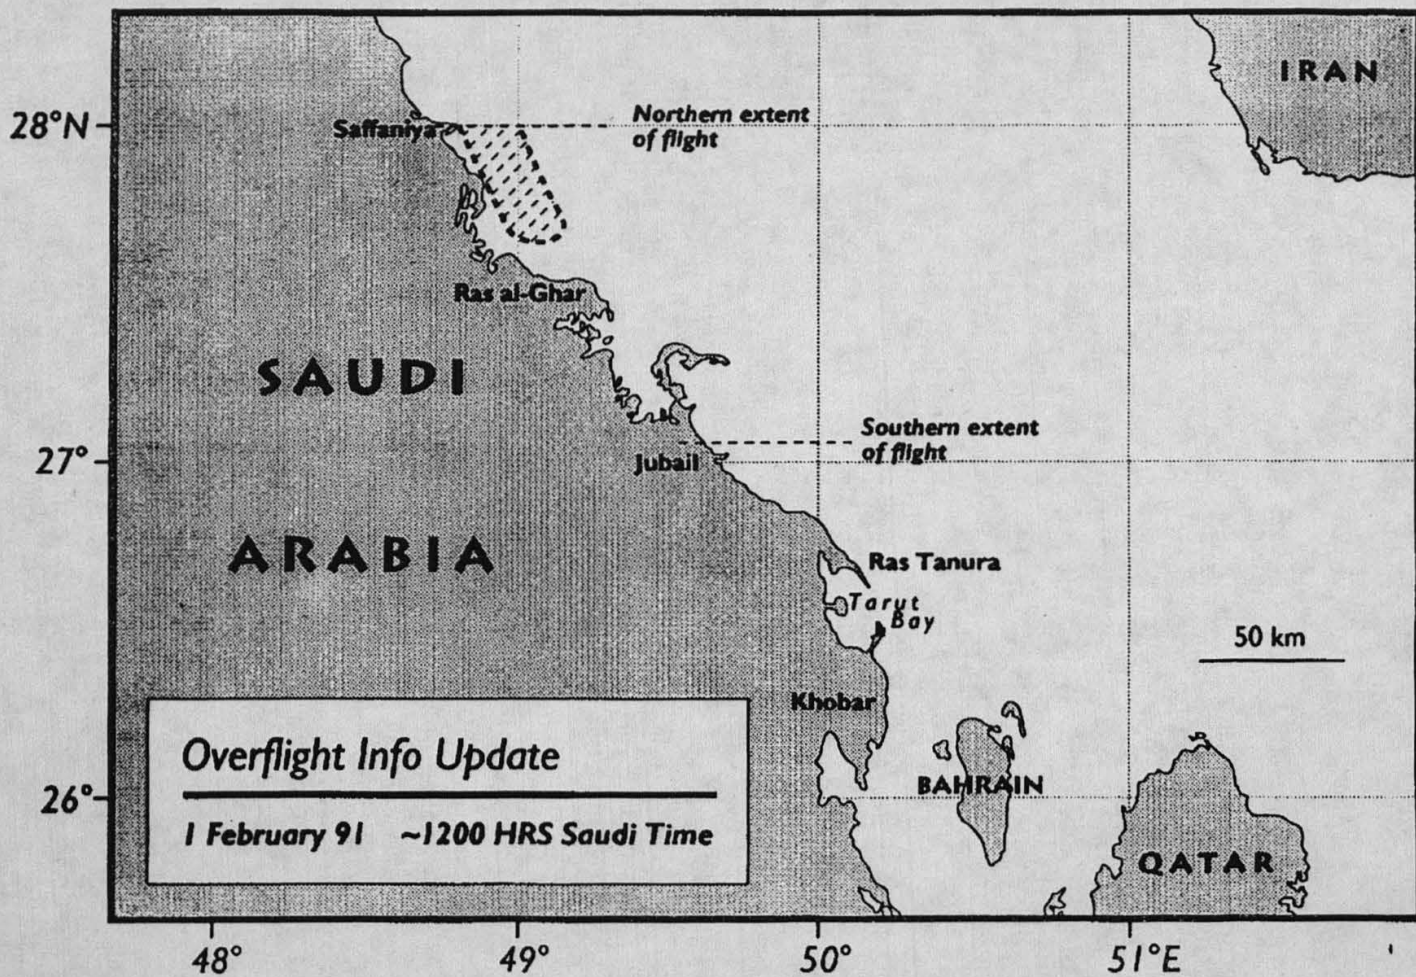 IRAN
28°N
Saffaniya
Northern extent
of flight
Ras al-Ghar
SAUDI
Southern extent
of flight
27°
Jubail
ARABIA
Ras Tanura
Tarut
Bay
50 km
Khobar
Overflight Info Update
BAHRAIN
26°
1 February 91 ~1200 HRS Saudi Time
QATAR
48°
49°
50°
51°E